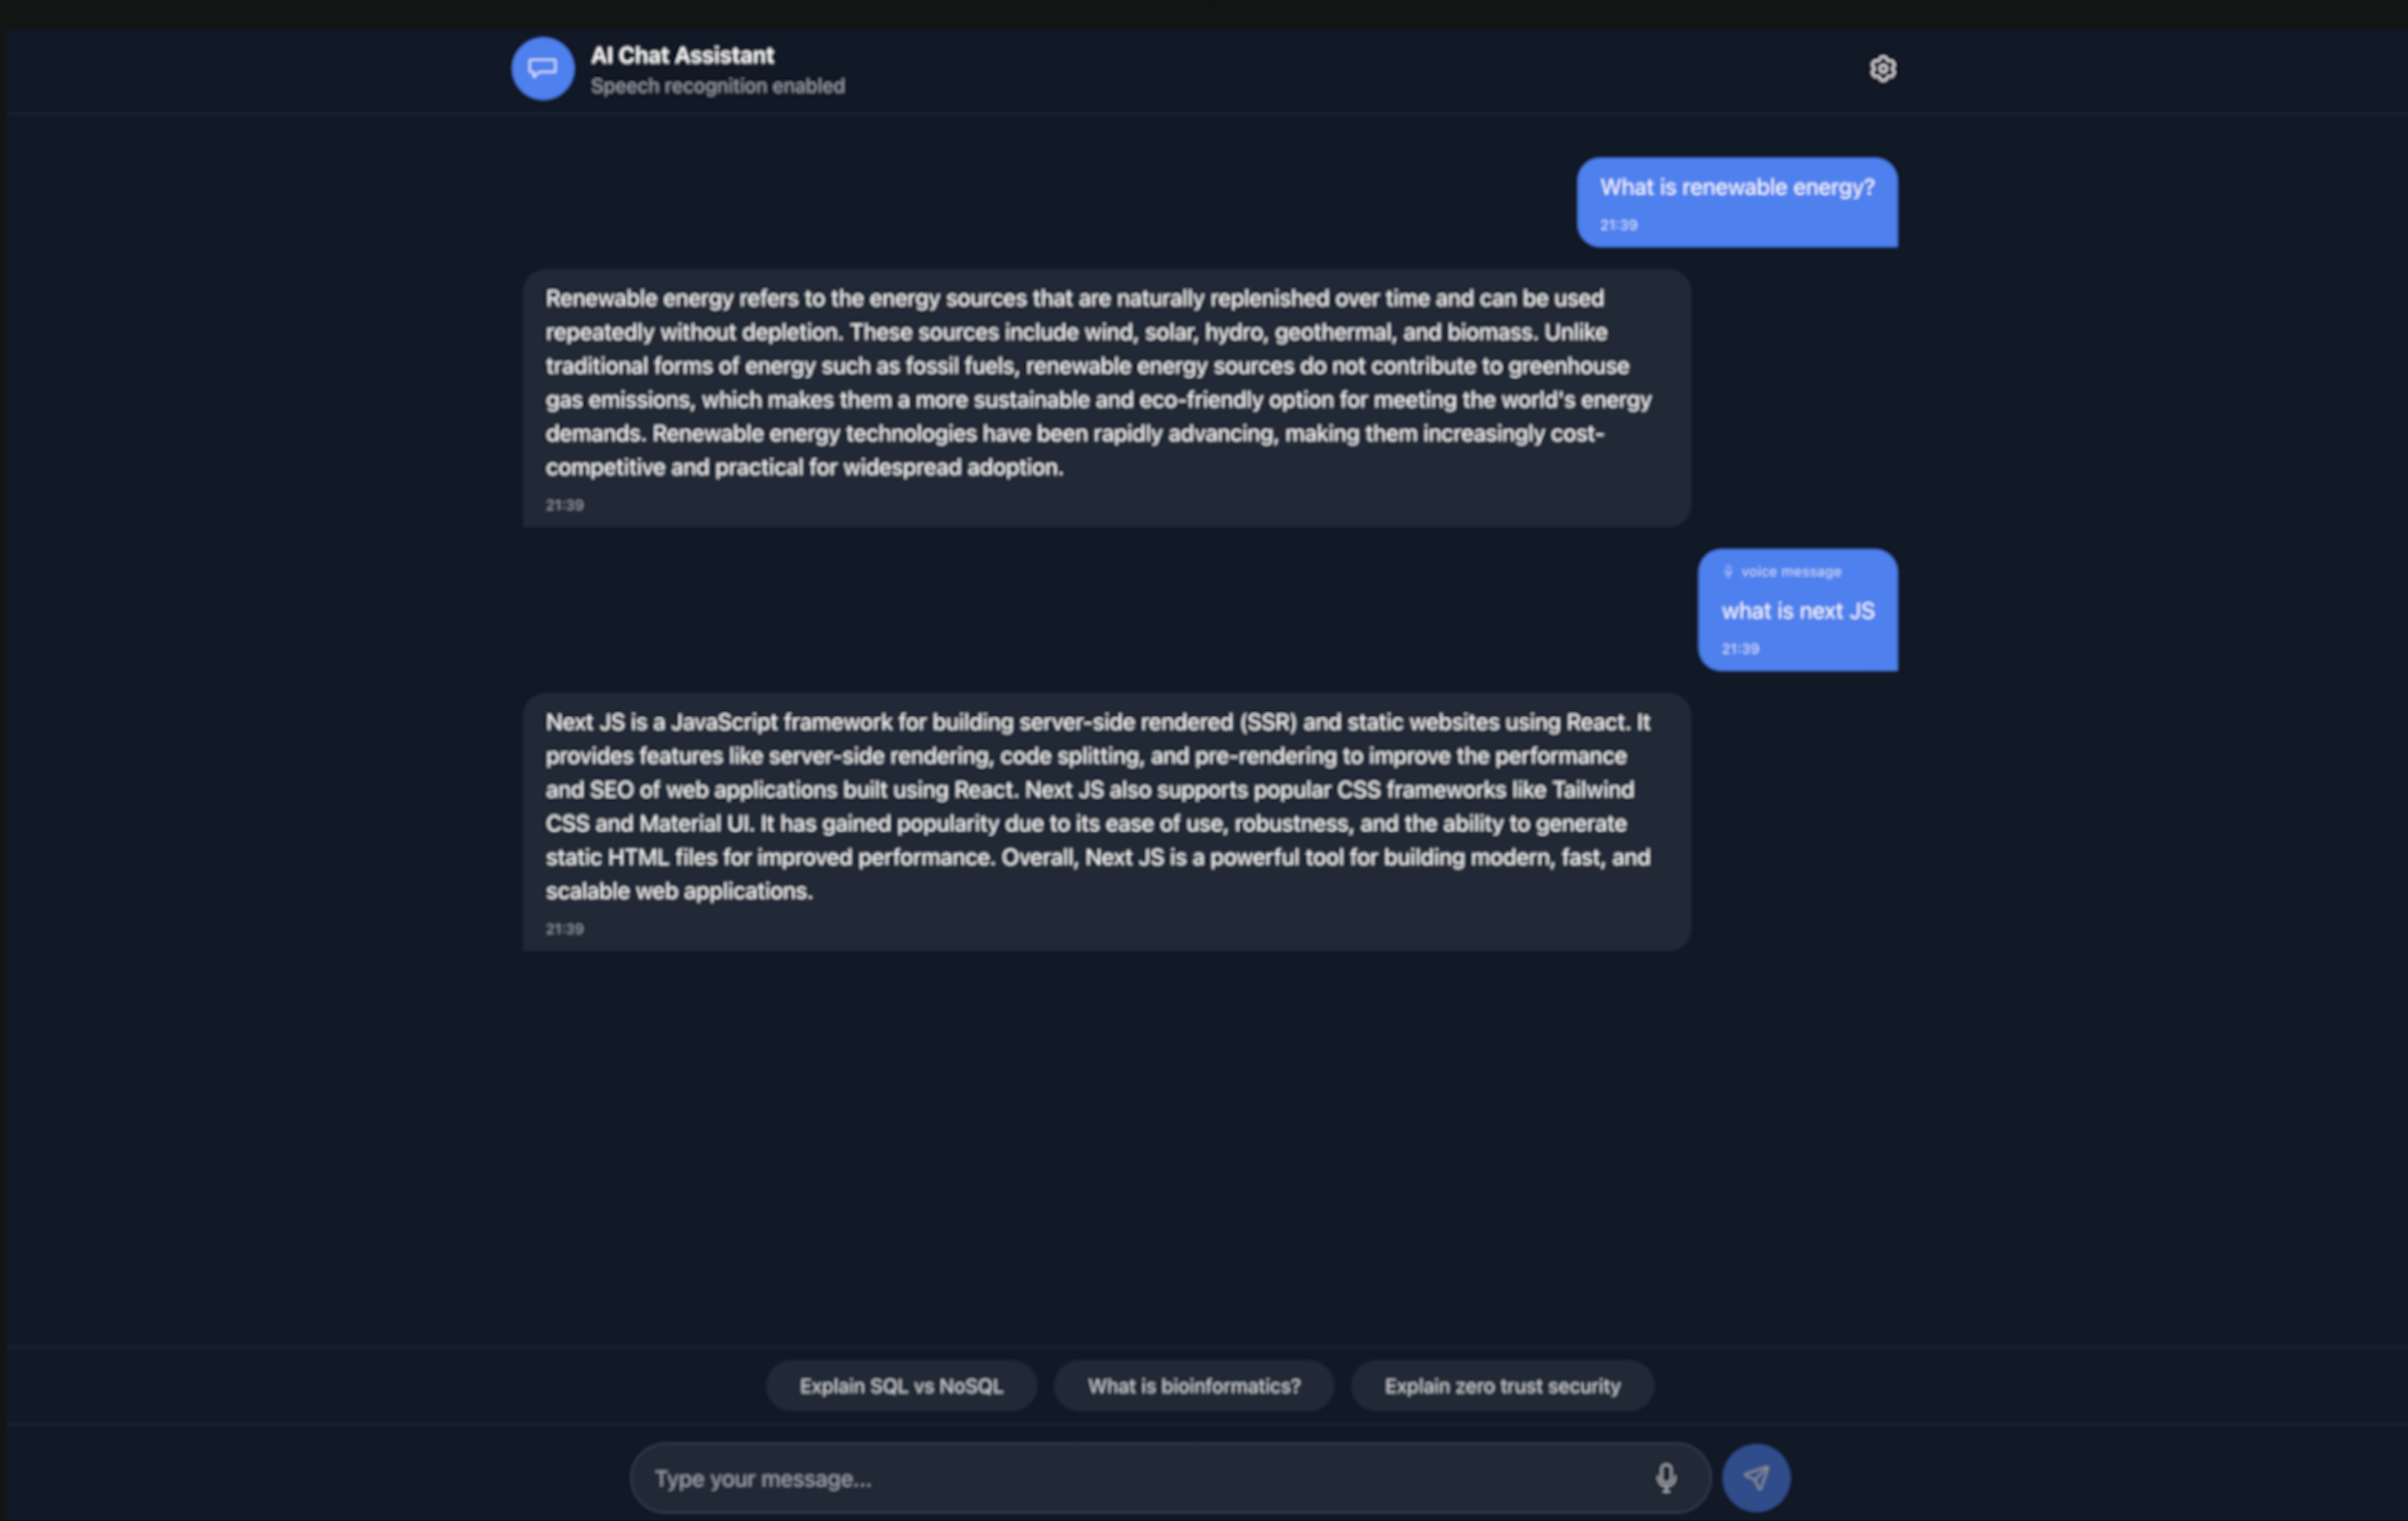 AI Chat Assistant
Speech recognition enabled
What is renewable energy?
21:39
Renewable energy refers to the energy sources that are naturally replenished over time and can be used
repeatedly without depletion. These sources include wind, solar, hydro, geothermal, and biomass. Unlike
traditional forms of energy such as fossil fuels, renewable energy sources do not contribute to greenhouse
gas emissions, which makes them a more sustainable and eco-friendly option for meeting the world's energy
demands. Renewable energy technologies have been rapidly advancing, making them increasingly cost-
competitive and practical for widespread adoption.
21:39
voice message
what is next JS
21:39
Next JS is a JavaScript framework for building server-side rendered (SSR) and static websites using React. It
provides features like server-side rendering, code splitting, and pre-rendering to improve the performance
and SEO of web applications built using React. Next JS also supports popular CSS frameworks like Tailwind
CSS and Material UI. It has gained popularity due to its ease of use, robustness, and the ability to generate
static HTML files for improved performance. Overall, Next JS is a powerful tool for building modern, fast, and
scalable web applications.
21:39
Explain SQL vs NoSQL
What is bioinformatics?
Explain zero trust security
Type your message...